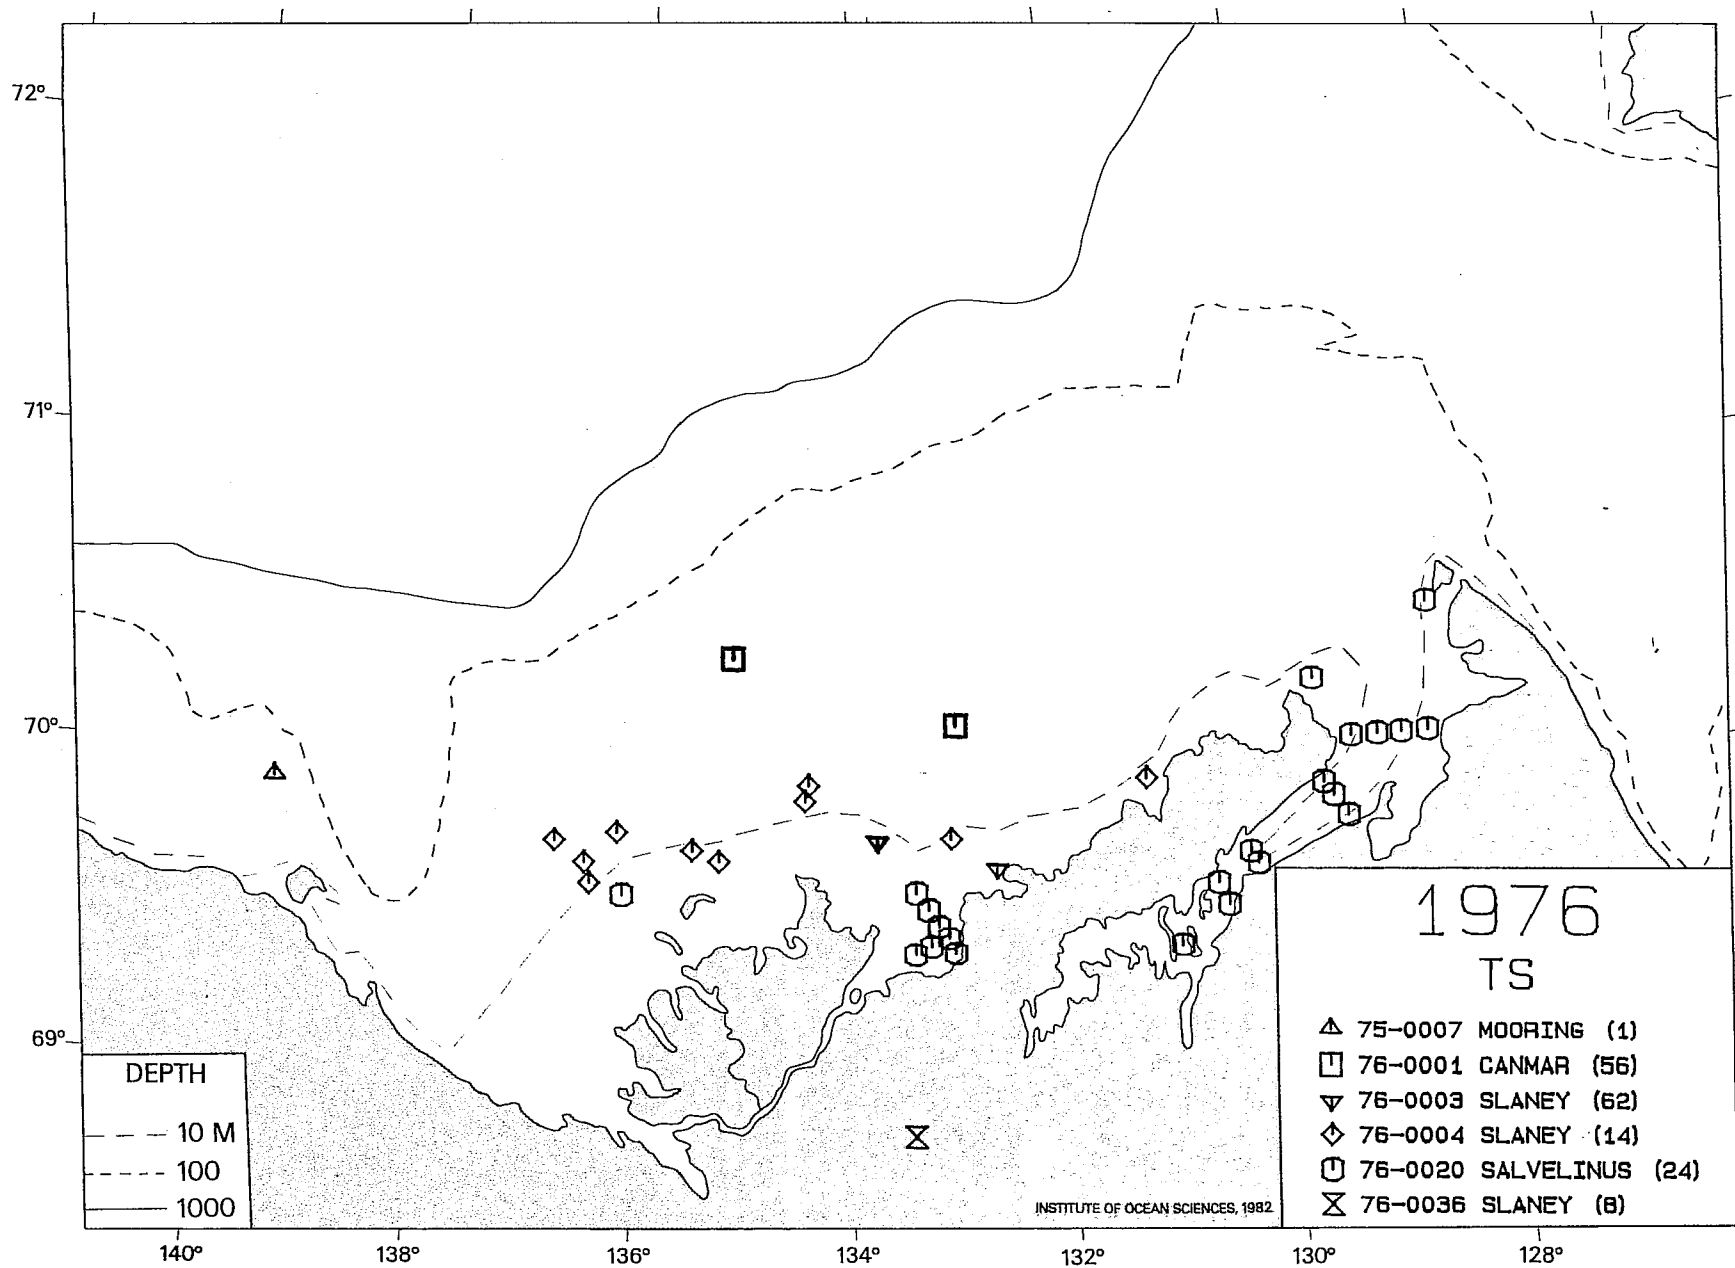 72°
71°
70°
69°
DEPTH
10 M
100
1000
1976
TS
75-0007 MOORING (1)
76-0001 CANMAR (56)
76-0003 SLANEY (62)
76-0004 SLANEY (14)
76-0020 SALVELINUS (24)
76-0036 SLANEY (8)
INSTITUTE OF OCEAN SCIENCES, 1982
140° 138° 136° 134° 132° 130° 128°